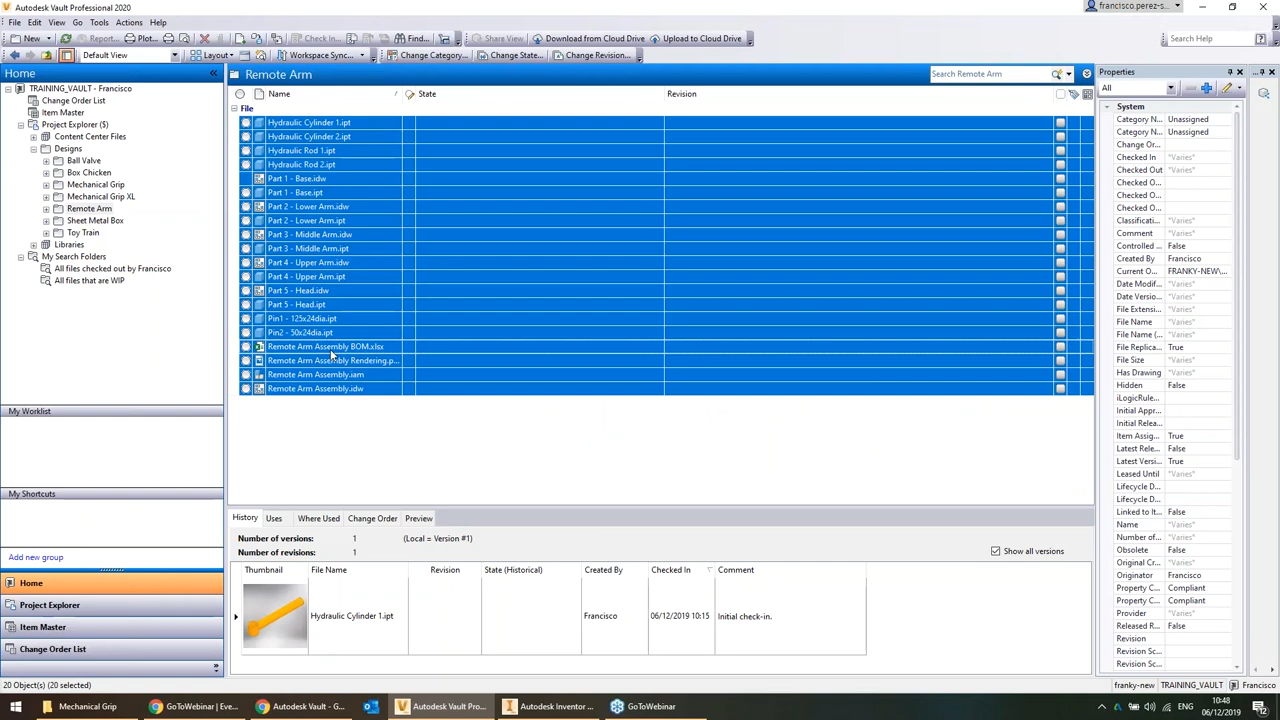 Autodesk Vault Professional 2020
francisco.perez-s...
File Edit View Go Tools Actions Help
New Plot... Check In... Find... Share View Download from Cloud Drive Upload to Cloud Drive
Search Help
Default View Layout Workspace Sync... Change Category... Change State... Change Revision...
Home
TRAINING_VAULT - Francisco
Change Order List
Item Master
Project Explorer ($)
Content Center Files
Designs
Ball Valve
Box Chicken
Mechanical Grip
Mechanical Grip XL
Remote Arm
Sheet Metal Box
Toy Train
Libraries
My Search Folders
All files checked out by Francisco
All files that are WIP
My Worklist
My Shortcuts
Add new group
Home
Project Explorer
Item Master
Change Order List
Remote Arm
Search Remote Arm
Name State Revision
File
Hydraulic Cylinder 1.ipt
Hydraulic Cylinder 2.ipt
Hydraulic Rod 1.ipt
Hydraulic Rod 2.ipt
Part 1 - Base.idw
Part 1 - Base.ipt
Part 2 - Lower Arm.idw
Part 2 - Lower Arm.ipt
Part 3 - Middle Arm.idw
Part 3 - Middle Arm.ipt
Part 4 - Upper Arm.idw
Part 4 - Upper Arm.ipt
Part 5 - Head.idw
Part 5 - Head.ipt
Pin1 - 125x24dia.ipt
Pin2 - 50x24dia.ipt
Remote Arm Assembly BOM.xlsx
Remote Arm Assembly Rendering.p...
Remote Arm Assembly.iam
Remote Arm Assembly.idw
History Uses Where Used Change Order Preview
Number of versions: 1 (Local = Version #1)
Number of revisions: 1
Show all versions
Thumbnail File Name Revision State (Historical) Created By Checked In Comment
Hydraulic Cylinder 1.ipt Francisco 06/12/2019 10:15 Initial check-in.
Properties
All
System
Category N... Unassigned
Category N... Unassigned
Change Or...
Checked In *Varies*
Checked Out *Varies*
Checked O...
Checked O...
Checked O...
Classificati... *Varies*
Comment *Varies*
Controlled ... False
Created By Francisco
Current O... FRANKY-NEW\...
Date Modif... *Varies*
Date Versio... *Varies*
File Extensi... *Varies*
File Name *Varies*
File Replica... True
File Size *Varies*
Has Drawing *Varies*
Hidden False
iLogicRule... *Varies*
Initial Appr...
Initial Relea...
Item Assig... True
Latest Rele... False
Latest Versi... True
Leased Until *Varies*
Lifecycle D...
Lifecycle D...
Linked to It... False
Name *Varies*
Number of... *Varies*
Obsolete False
Original Cr... *Varies*
Originator Francisco
Property C... Compliant
Property C... Compliant
Provider *Varies*
Released R... False
Revision
Revision Sc...
Revision Sc...
20 Object(s) (20 selected)
franky-new TRAINING_VAULT Francisco
Mechanical Grip GoToWebinar | Eve... Autodesk Vault - G... Autodesk Vault Pro... Autodesk Inventor ... GoToWebinar
10:48
06/12/2019